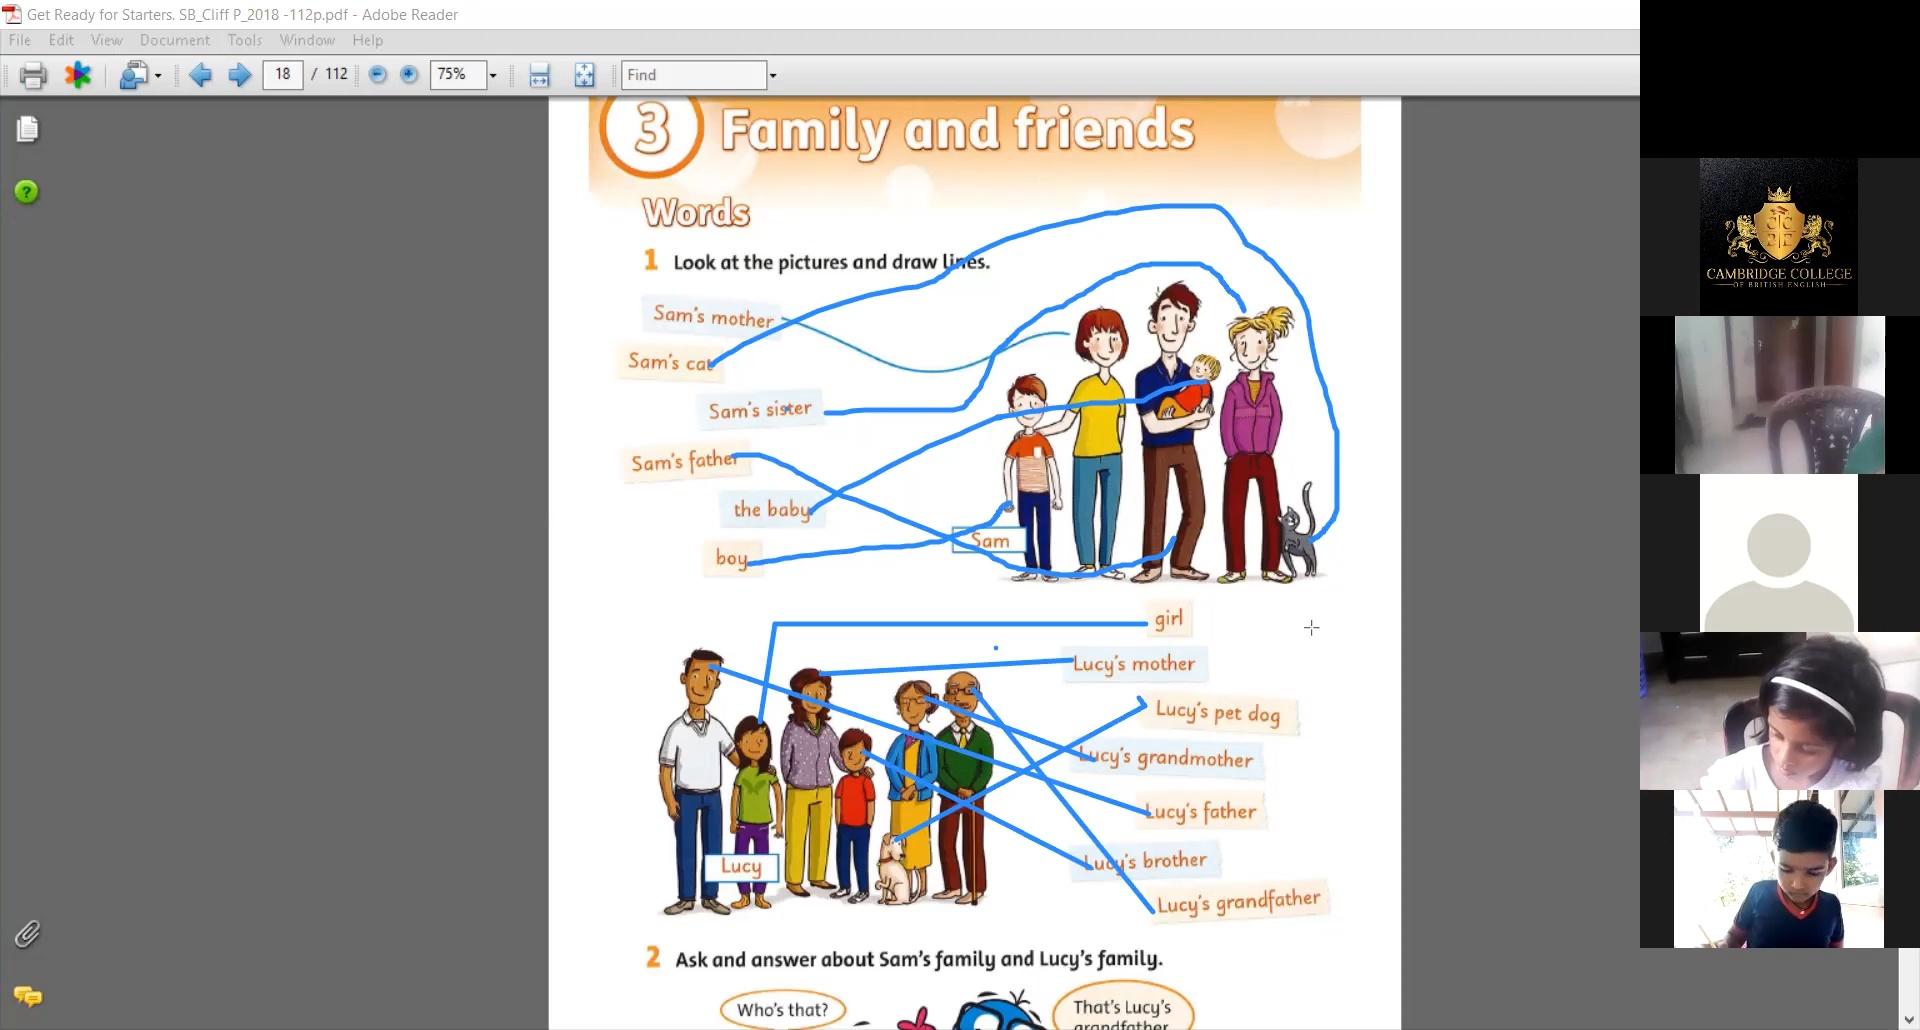 Get Ready for Starters. SB_Cliff P_2018 -112p.pdf - Adobe Reader
File Edit View Document Tools Window Help
18 / 112 75% Find
3 Family and friends
Words
1 Look at the pictures and draw lines.
Sam's mother
Sam's cat
Sam's sister
Sam's father
the baby
boy
Sam
girl
Lucy's mother
Lucy's pet dog
Lucy's grandmother
Lucy's father
Lucy's brother
Lucy's grandfather
Lucy
2 Ask and answer about Sam's family and Lucy's family.
Who's that?
That's Lucy's
grandfather
CAMBRIDGE COLLEGE
OF BRITISH ENGLISH